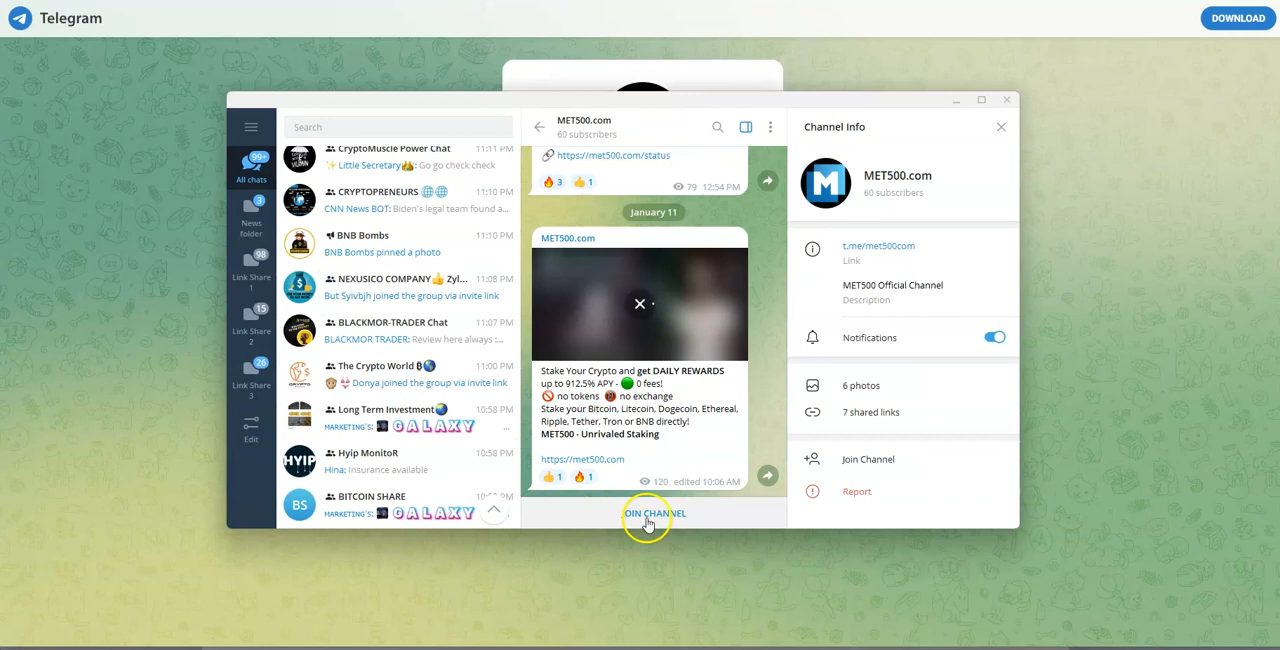 Telegram
DOWNLOAD
Search
99+
All chats
3
News
folder
98
Link Share
1
15
Link Share
2
26
Link Share
3
Edit
CryptoMuscle Power Chat 11:11 PM
✨Little Secretary👍: Go go check check
CRYPTOPRENEURS 🌐🌐 11:10 PM
CNN News BOT: Biden's legal team found a...
BNB Bombs 11:10 PM
BNB Bombs pinned a photo
NEXUSICO COMPANY👍 Zyl... 11:08 PM
But Syivbjh joined the group via invite link
BLACKMOR-TRADER Chat 11:07 PM
BLACKMOR TRADER: Review here always :...
The Crypto World ₿🌏 11:00 PM
Donya joined the group via invite link
Long Term Investment🌏 10:58 PM
MARKETING'S: GALAXY ...
HYIP
Hyip MonitoR 10:58 PM
Hina: Insurance available
BS
BITCOIN SHARE
MARKETING'S: GALAXY
MET500.com
60 subscribers
🔗 https://met500.com/status
🔥 3 👍 1
79 12:54 PM
January 11
MET500.com
Stake Your Crypto and get DAILY REWARDS
up to 912.5% APY - 🟢 0 fees!
🚫 no tokens 📵 no exchange
Stake your Bitcoin, Litecoin, Dogecoin, Ethereal,
Ripple, Tether, Tron or BNB directly!
MET500 - Unrivaled Staking
https://met500.com
👍 1 🔥 1
120 edited 10:06 AM
JOIN CHANNEL
Channel Info
M
MET500.com
60 subscribers
t.me/met500com
Link
MET500 Official Channel
Description
Notifications
6 photos
7 shared links
Join Channel
Report